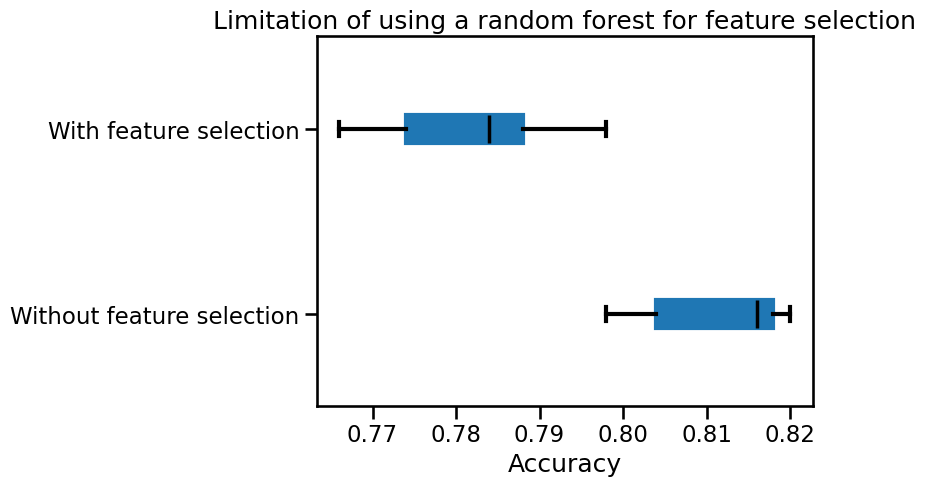 Limitation of using a random forest for feature selection
With feature selection
Without feature selection
0.77 0.78 0.79 0.80 0.81 0.82
Accuracy